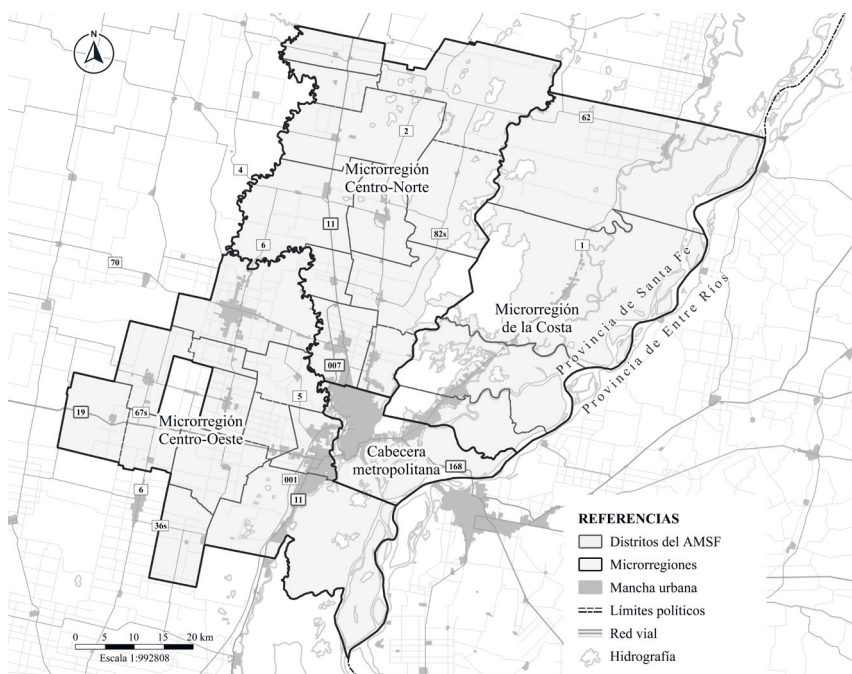 N
62
2
4
Microrregión
Centro-Norte
11
82s
6
1
70
Provincia de Santa Fe
Provincia de Entre Ríos
Microrregión
de la Costa
007
5
19
67s
Microrregión
Centro-Oeste
Cabecera
metropolitana
168
001
6
11
36s
REFERENCIAS
Distritos del AMSF
Microrregiones
Mancha urbana
Límites políticos
Red vial
Hidrografía
0 5 10 15 20 km
Escala 1:992808